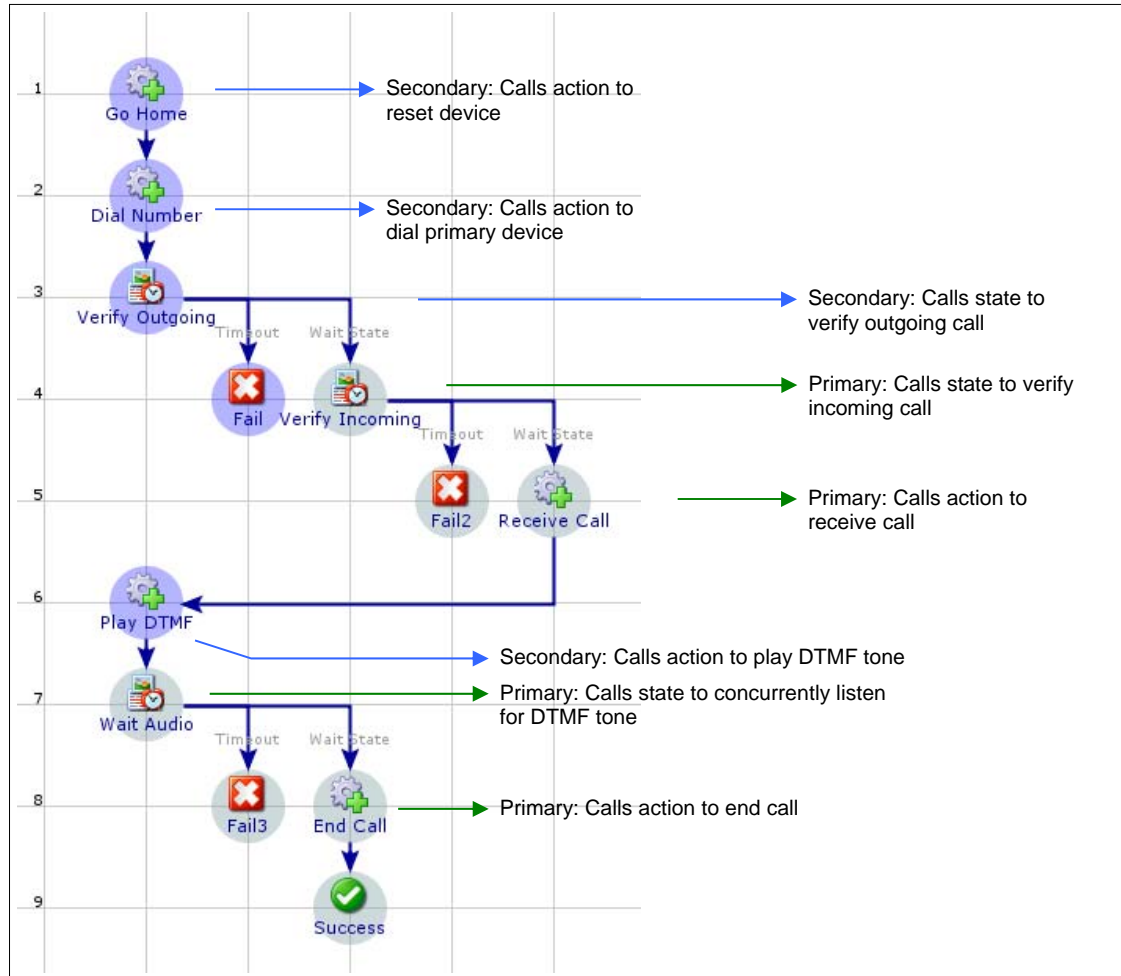 1
Go Home
Secondary: Calls action to
reset device
2
Dial Number
Secondary: Calls action to
dial primary device
3
Verify Outgoing
Timeout
Wait State
Secondary: Calls state to
verify outgoing call
4
Fail
Verify Incoming
Timeout
Wait State
Primary: Calls state to verify
incoming call
5
Fail2
Receive Call
Primary: Calls action to
receive call
6
Play DTMF
Secondary: Calls action to play DTMF tone
7
Wait Audio
Timeout
Wait State
Primary: Calls state to concurrently listen
for DTMF tone
8
Fail3
End Call
Primary: Calls action to end call
9
Success